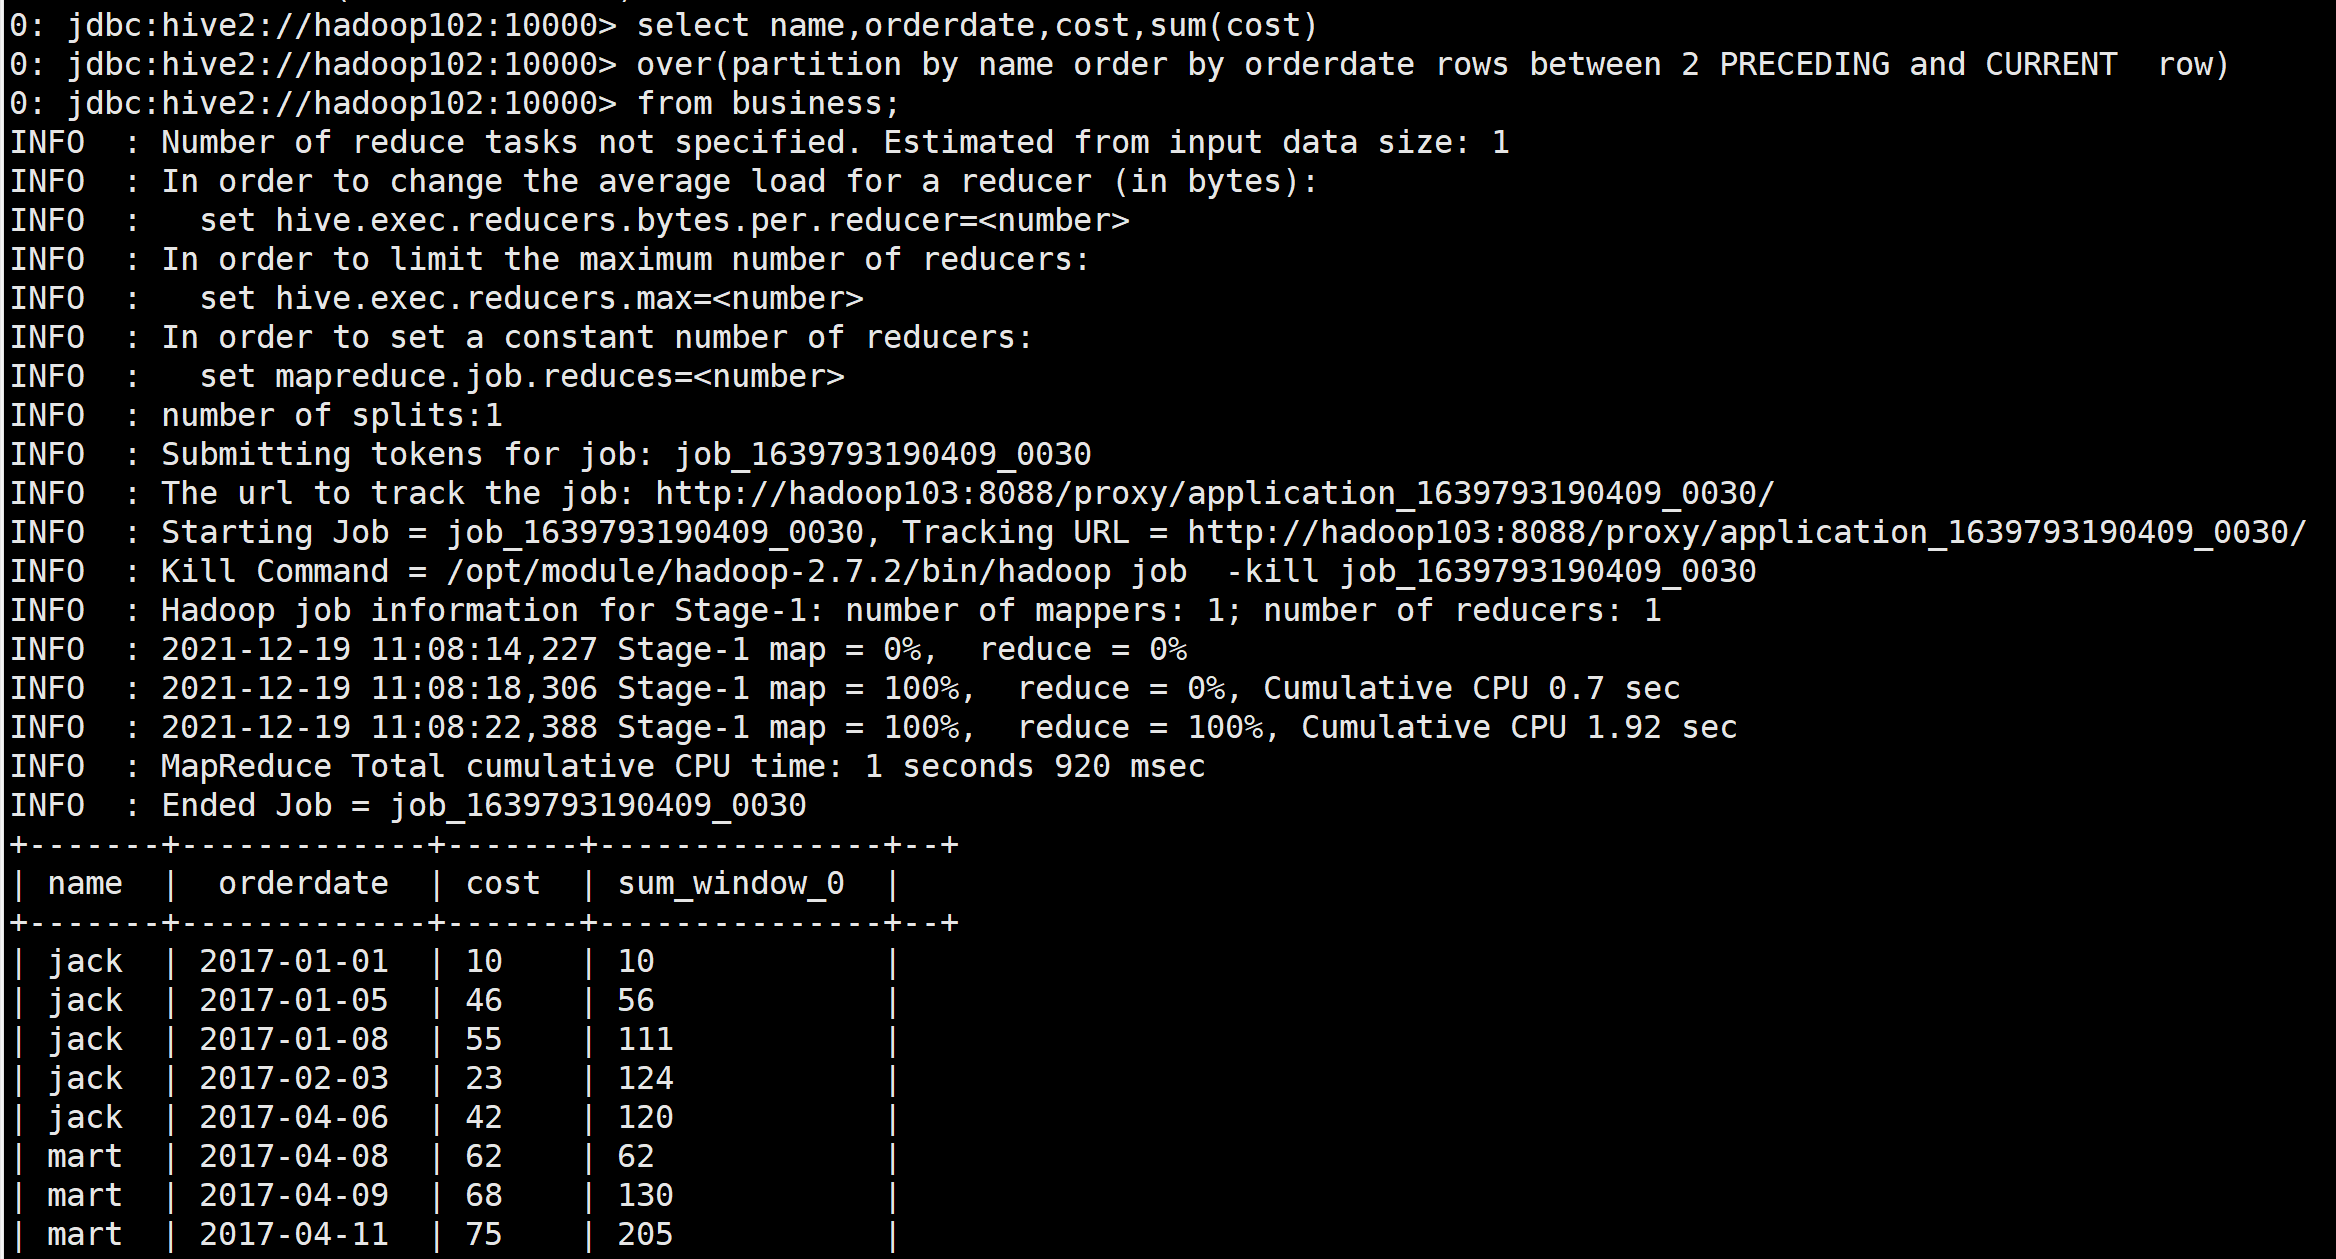 0: jdbc:hive2://hadoop102:10000> select name,orderdate,cost,sum(cost)
0: jdbc:hive2://hadoop102:10000> over(partition by name order by orderdate rows between 2 PRECEDING and CURRENT  row)
0: jdbc:hive2://hadoop102:10000> from business;
INFO  : Number of reduce tasks not specified. Estimated from input data size: 1
INFO  : In order to change the average load for a reducer (in bytes):
INFO  :   set hive.exec.reducers.bytes.per.reducer=<number>
INFO  : In order to limit the maximum number of reducers:
INFO  :   set hive.exec.reducers.max=<number>
INFO  : In order to set a constant number of reducers:
INFO  :   set mapreduce.job.reduces=<number>
INFO  : number of splits:1
INFO  : Submitting tokens for job: job_1639793190409_0030
INFO  : The url to track the job: http://hadoop103:8088/proxy/application_1639793190409_0030/
INFO  : Starting Job = job_1639793190409_0030, Tracking URL = http://hadoop103:8088/proxy/application_1639793190409_0030/
INFO  : Kill Command = /opt/module/hadoop-2.7.2/bin/hadoop job  -kill job_1639793190409_0030
INFO  : Hadoop job information for Stage-1: number of mappers: 1; number of reducers: 1
INFO  : 2021-12-19 11:08:14,227 Stage-1 map = 0%,  reduce = 0%
INFO  : 2021-12-19 11:08:18,306 Stage-1 map = 100%,  reduce = 0%, Cumulative CPU 0.7 sec
INFO  : 2021-12-19 11:08:22,388 Stage-1 map = 100%,  reduce = 100%, Cumulative CPU 1.92 sec
INFO  : MapReduce Total cumulative CPU time: 1 seconds 920 msec
INFO  : Ended Job = job_1639793190409_0030
+-------+-------------+-------+---------------+--+
| name  |  orderdate  | cost  | sum_window_0  |
+-------+-------------+-------+---------------+--+
| jack  | 2017-01-01  | 10    | 10            |
| jack  | 2017-01-05  | 46    | 56            |
| jack  | 2017-01-08  | 55    | 111           |
| jack  | 2017-02-03  | 23    | 124           |
| jack  | 2017-04-06  | 42    | 120           |
| mart  | 2017-04-08  | 62    | 62            |
| mart  | 2017-04-09  | 68    | 130           |
| mart  | 2017-04-11  | 75    | 205           |